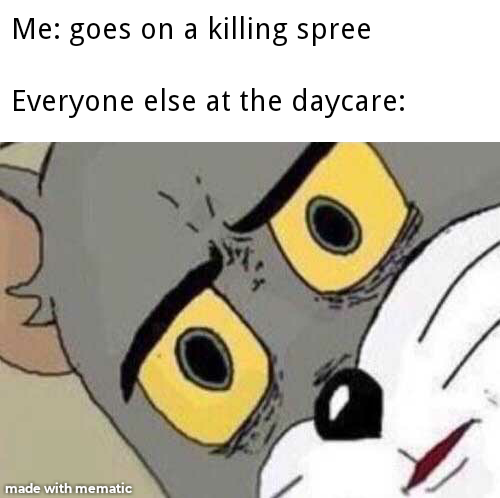 Me: goes on a killing spree
Everyone else at the daycare:
made with mematic